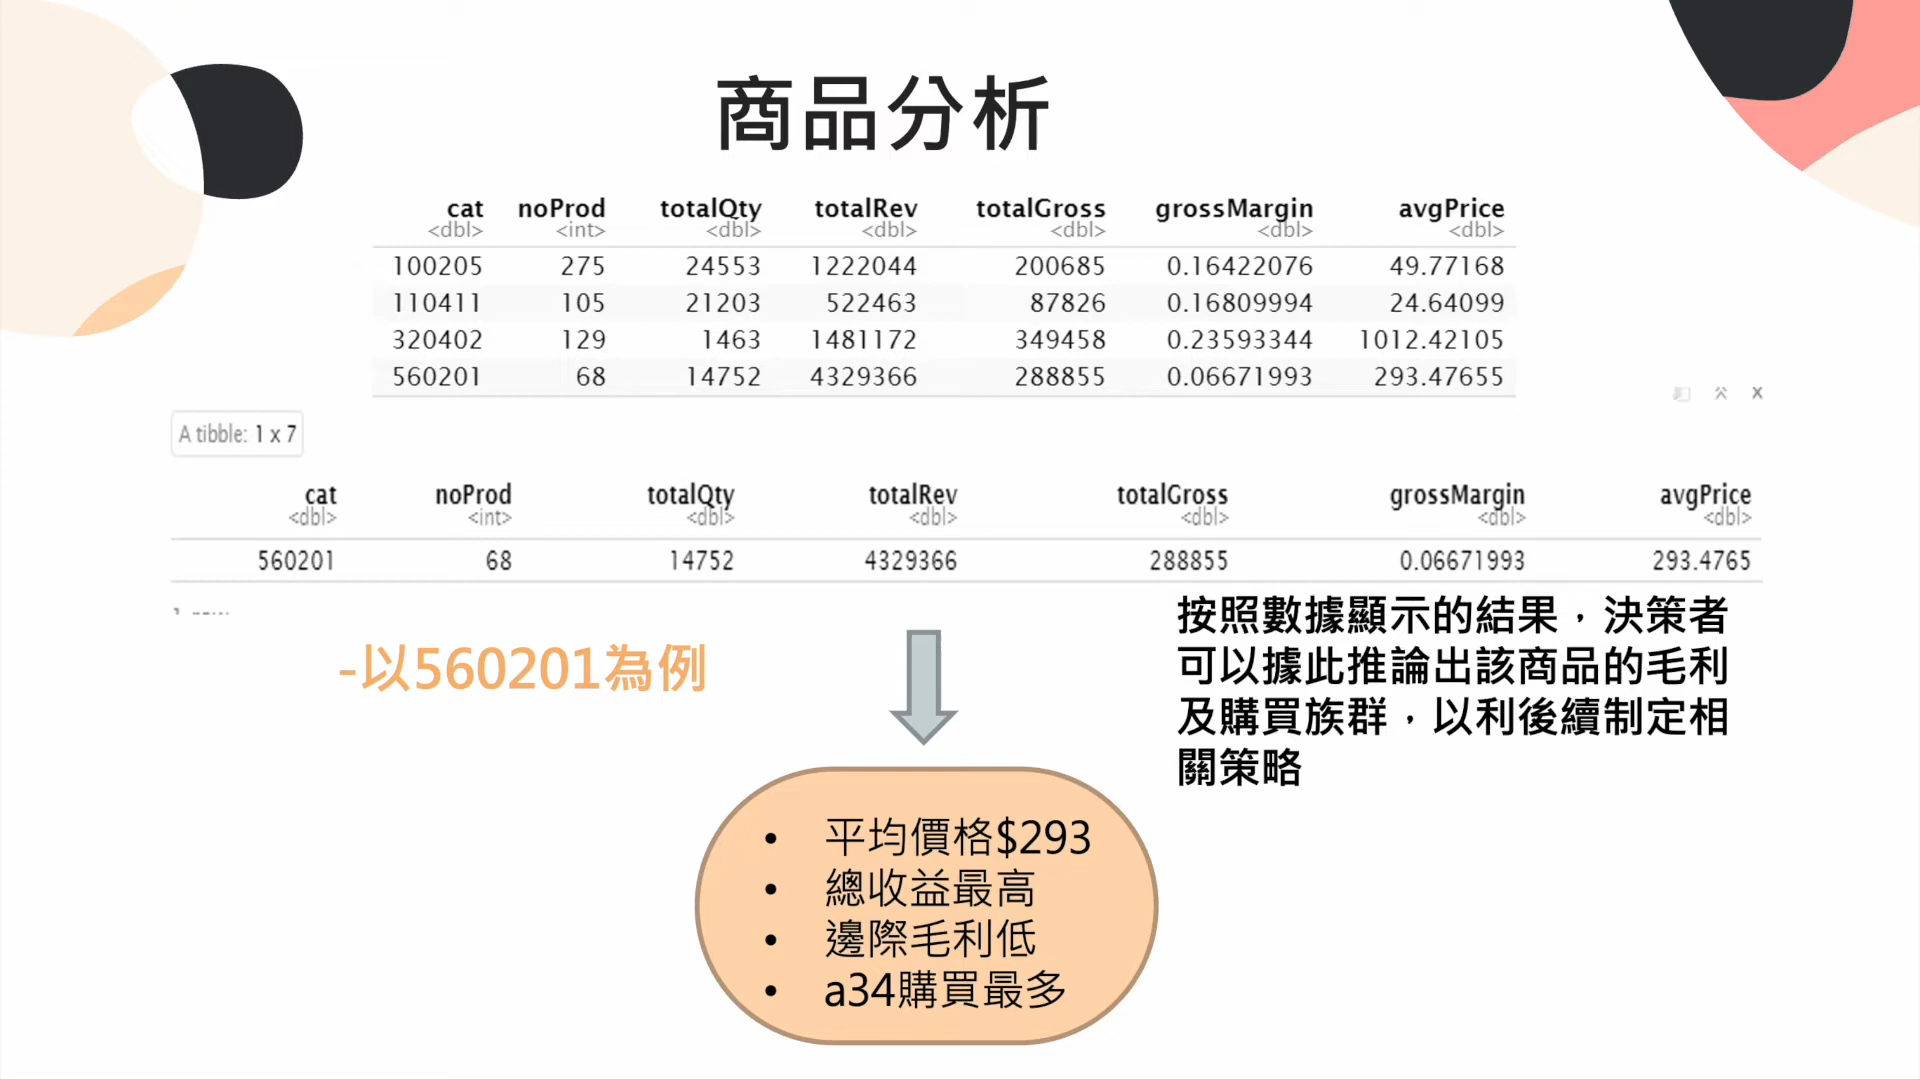 商品分析
cat noProd totalQty totalRev totalGross grossMargin avgPrice
<dbl> <int> <dbl> <dbl> <dbl> <dbl> <dbl>
100205 275 24553 1222044 200685 0.16422076 49.77168
110411 105 21203 522463 87826 0.16809994 24.64099
320402 129 1463 1481172 349458 0.23593344 1012.42105
560201 68 14752 4329366 288855 0.06671993 293.47655
A tibble: 1 x 7
cat noProd totalQty totalRev totalGross grossMargin avgPrice
<dbl> <int> <dbl> <dbl> <dbl> <dbl> <dbl>
560201 68 14752 4329366 288855 0.06671993 293.4765
-以560201為例
按照數據顯示的結果，決策者
可以據此推論出該商品的毛利
及購買族群，以利後續制定相
關策略
• 平均價格$293
• 總收益最高
• 邊際毛利低
• a34購買最多